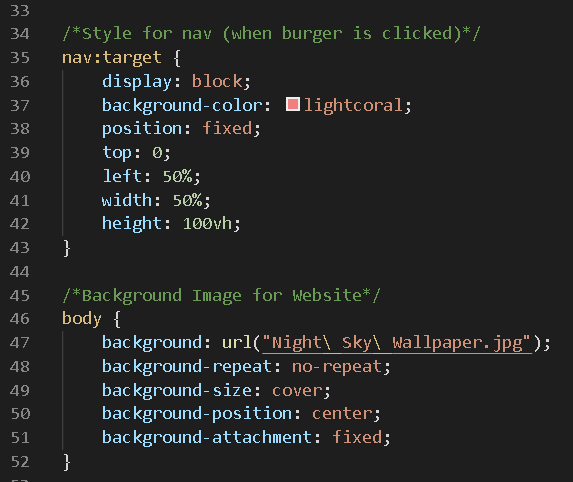 33
34 /*Style for nav (when burger is clicked)*/
35 nav:target {
36 display: block;
37 background-color: lightcoral;
38 position: fixed;
39 top: 0;
40 left: 50%;
41 width: 50%;
42 height: 100vh;
43 }
44
45 /*Background Image for Website*/
46 body {
47 background: url("Night\ Sky\ Wallpaper.jpg");
48 background-repeat: no-repeat;
49 background-size: cover;
50 background-position: center;
51 background-attachment: fixed;
52 }